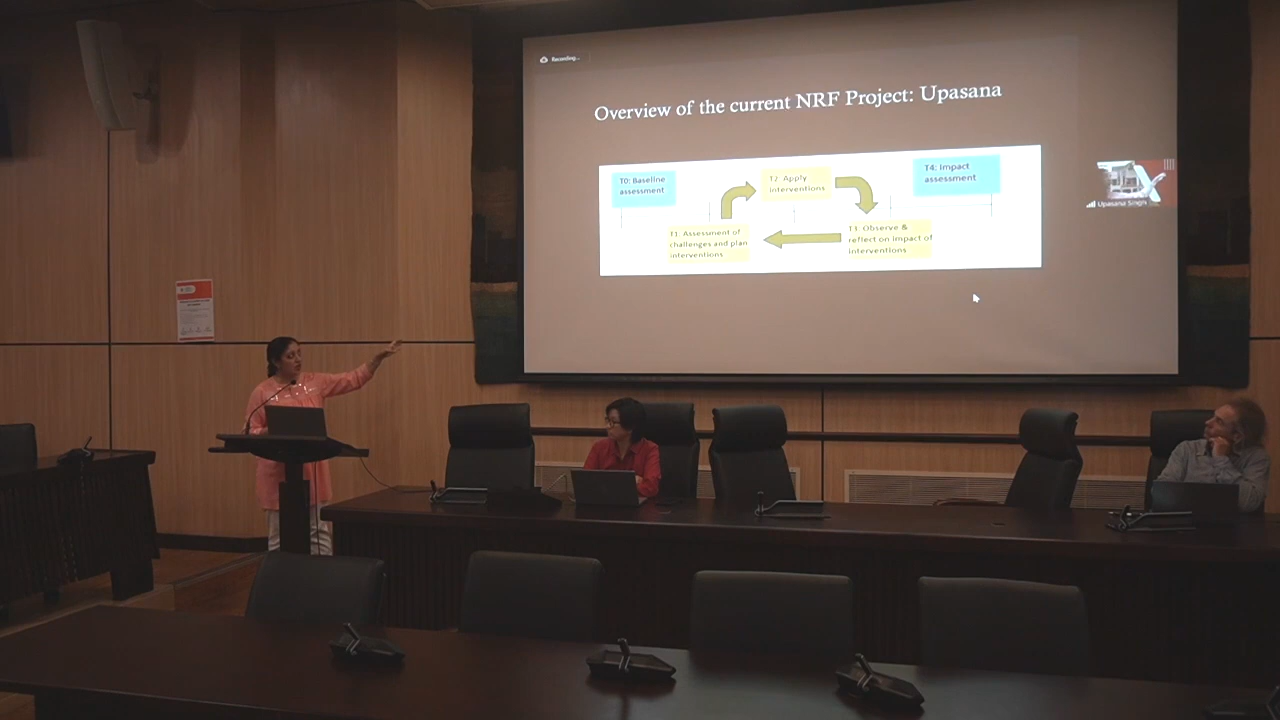 Recording...
Overview of the current NRF Project: Upasana
T0: Baseline
assessment
T2: Apply
interventions
T4: Impact
assessment
T1: Assessment of
challenges and plan
interventions
T3: Observe &
reflect on impact of
interventions
Upasana Singh